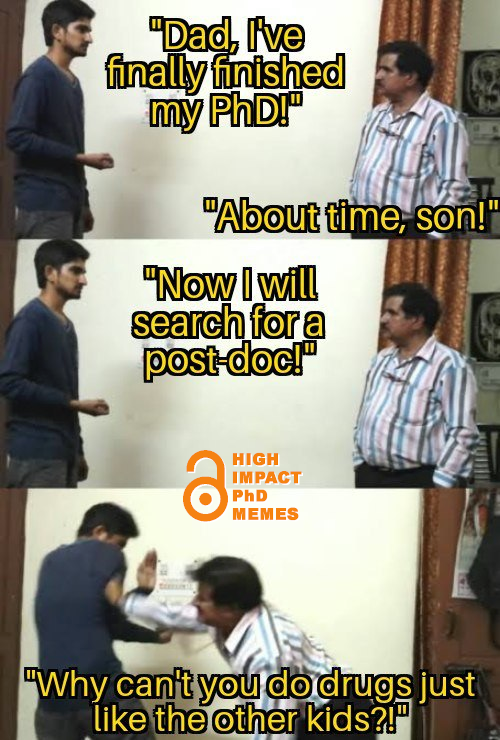 "Dad, I've
finally finished
my PhD!"
"About time, son!"
"Now I will
search for a
post-doc!"
HIGH
IMPACT
PhD
MEMES
"Why can't you do drugs just
like the other kids?!"